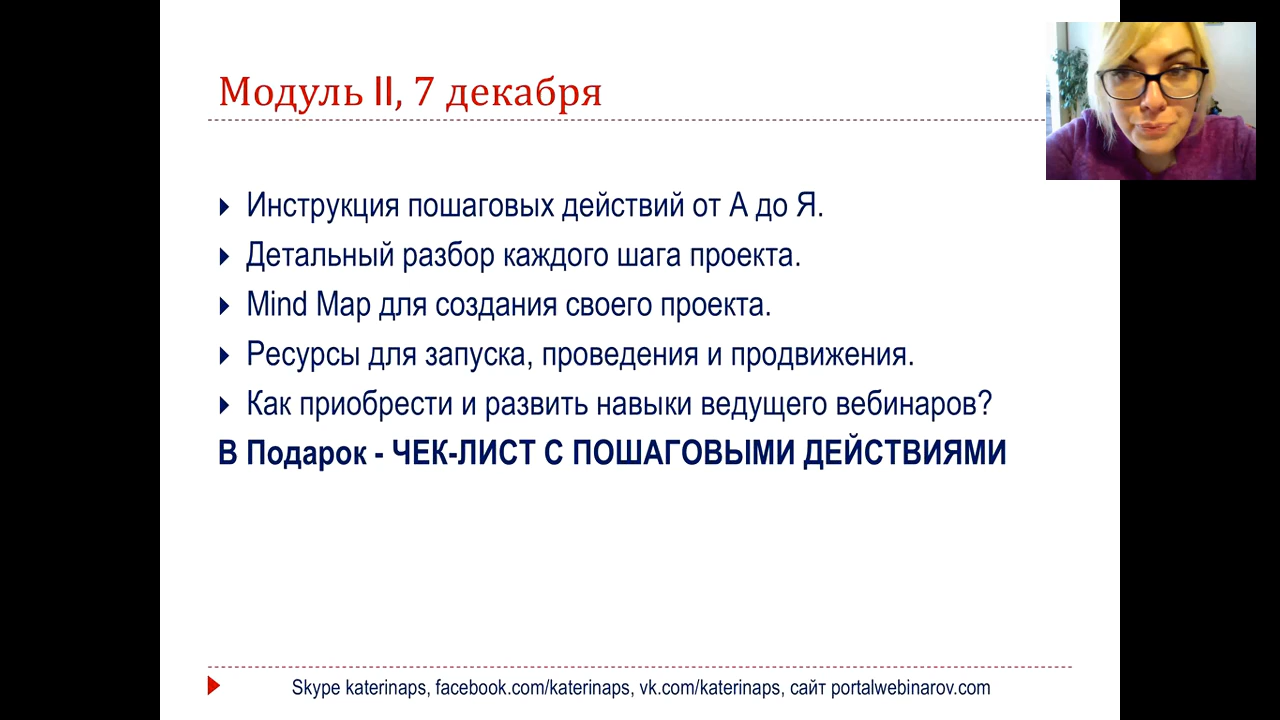 Модуль II, 7 декабря
Инструкция пошаговых действий от А до Я.
Детальный разбор каждого шага проекта.
Mind Map для создания своего проекта.
Ресурсы для запуска, проведения и продвижения.
Как приобрести и развить навыки ведущего вебинаров?
В Подарок - ЧЕК-ЛИСТ С ПОШАГОВЫМИ ДЕЙСТВИЯМИ
Skype katerinaps, facebook.com/katerinaps, vk.com/katerinaps, сайт portalwebinarov.com